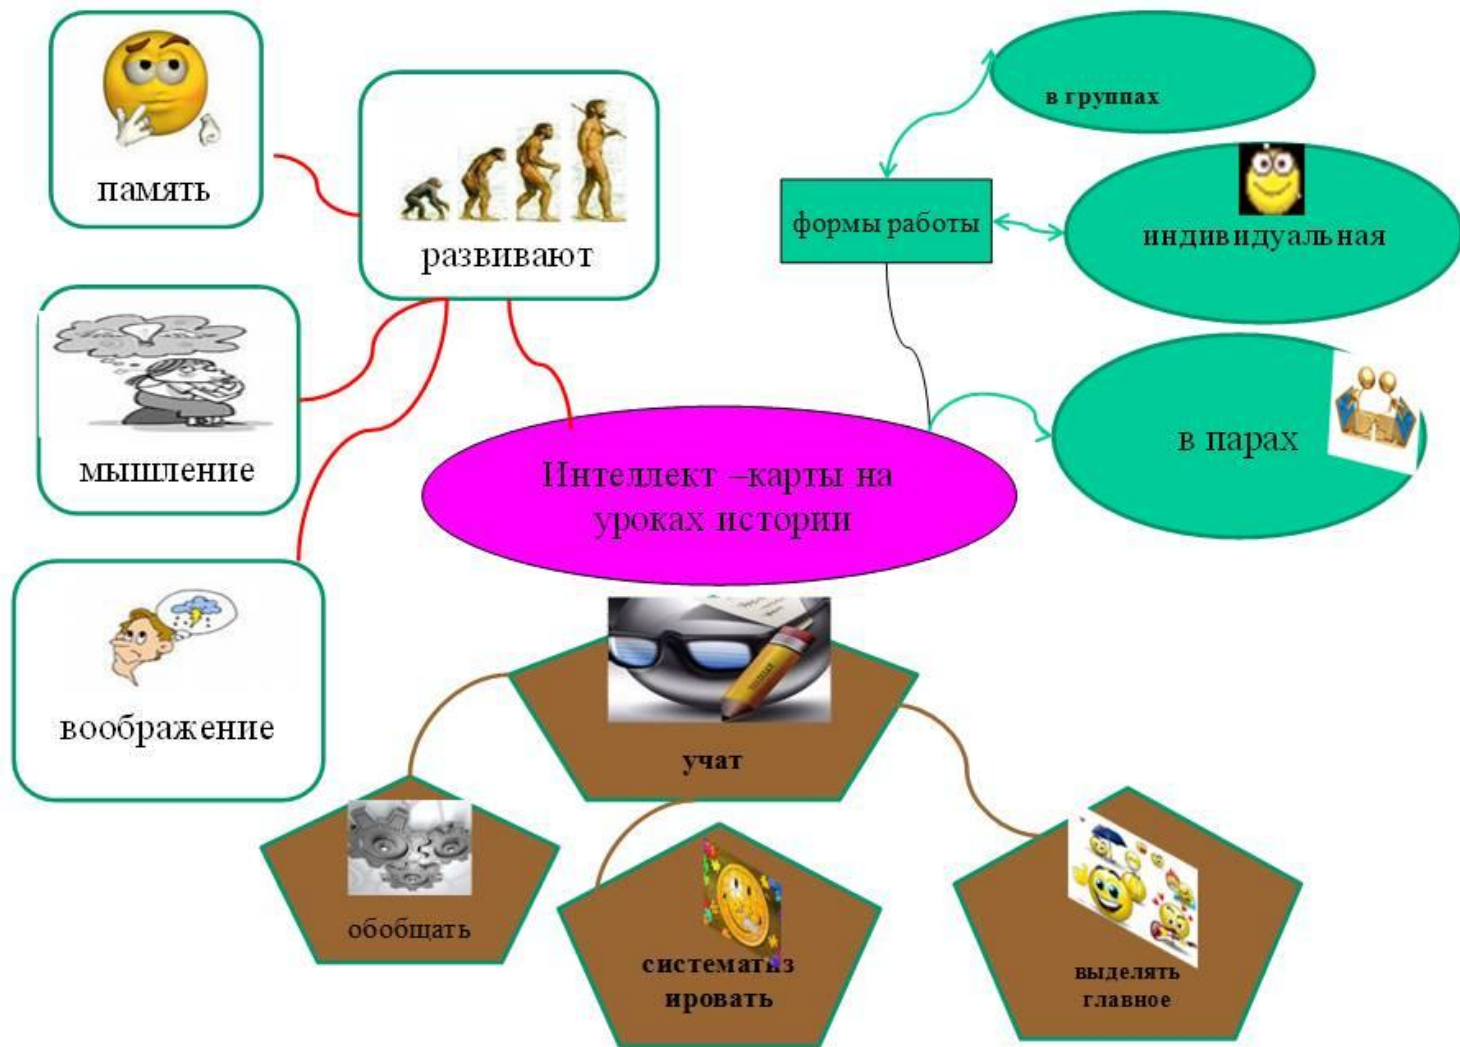 память
развивают
мышление
воображение
в группах
формы работы
индивидуальная
в парах
Интеллект –карты на
уроках истории
учат
обобщать
систематиз
ировать
выделять
главное